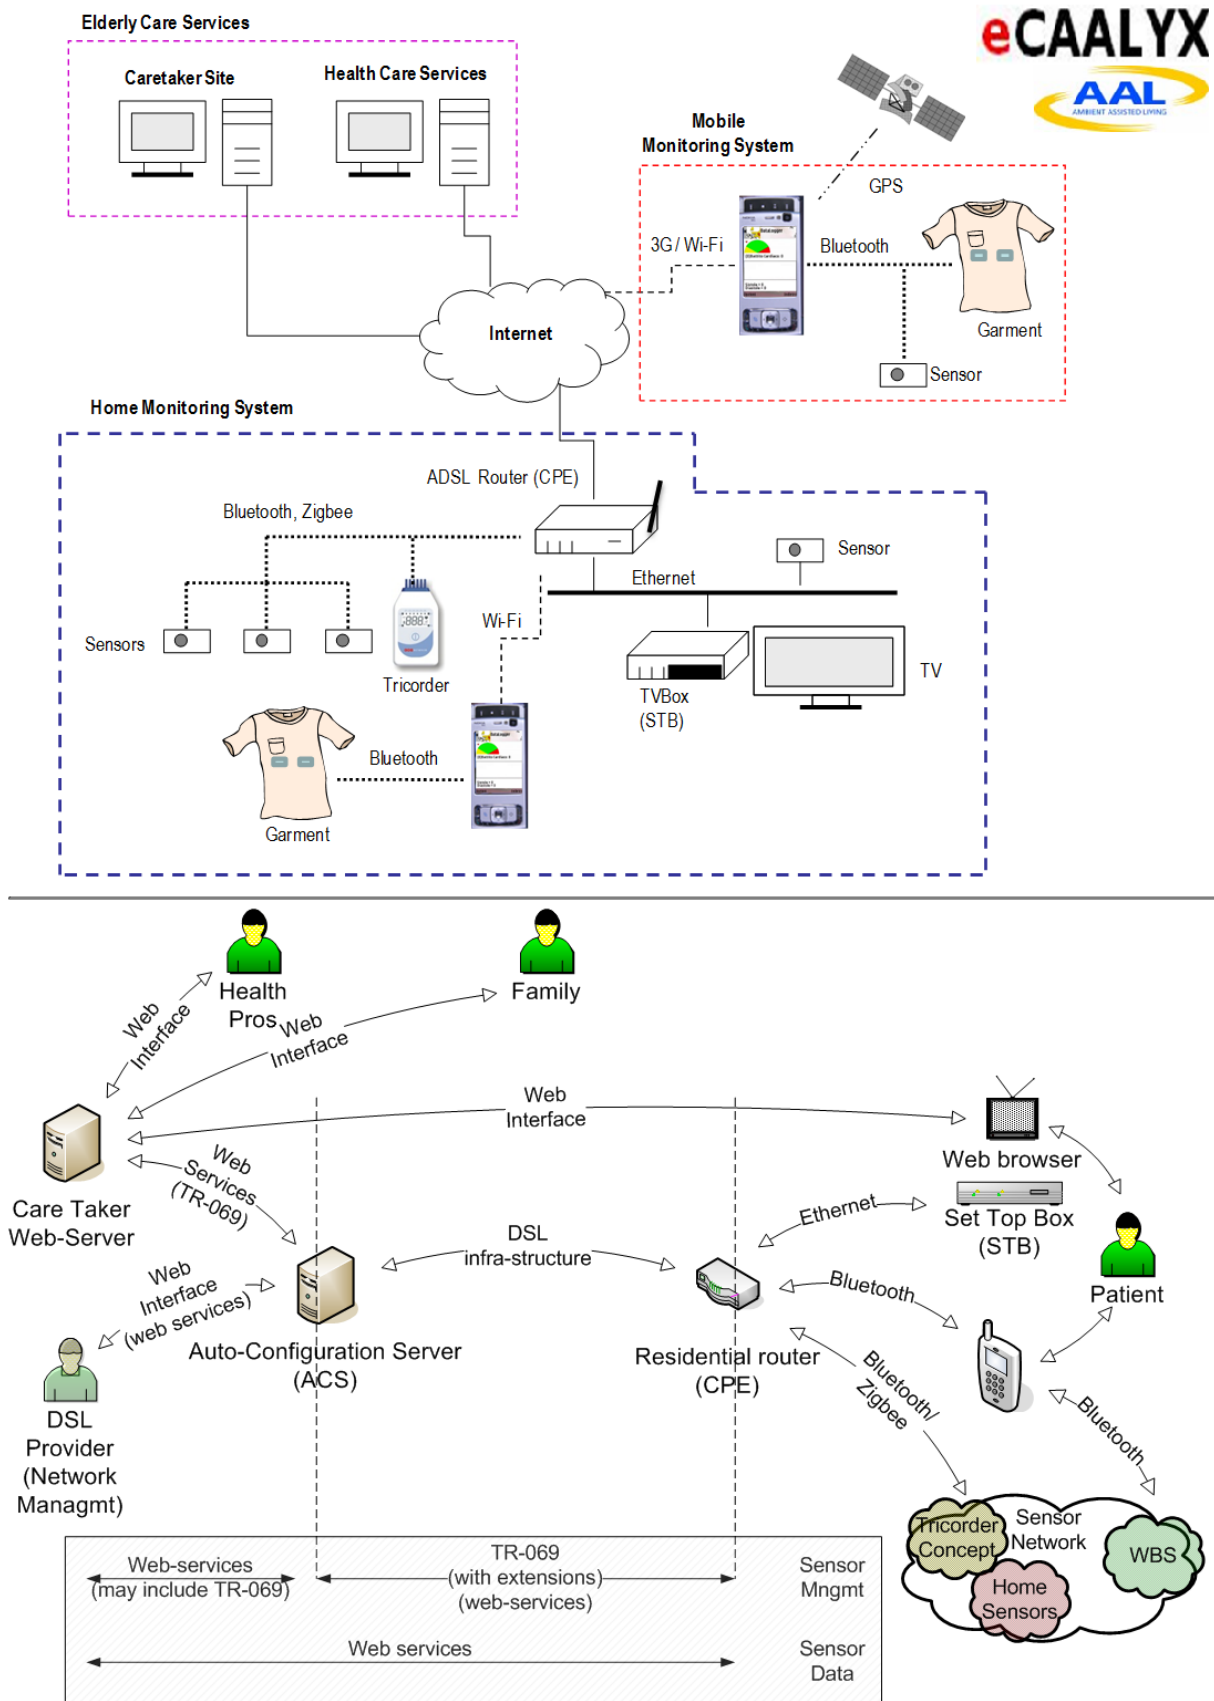 Elderly Care Services
eCAALYX
AAL
AMBIENT ASSISTED LIVING
Caretaker Site
Health Care Services
Mobile
Monitoring System
GPS
3G / Wi-Fi
Bluetooth
DataLogger
Garment
Sensor
Internet
Home Monitoring System
ADSL Router (CPE)
Bluetooth, Zigbee
Sensor
Ethernet
Wi-Fi
Sensors
Tricorder
TVBox
(STB)
TV
DataLogger
Bluetooth
Garment
Health
Pros
Family
Web
Interface
Web
Interface
Web
Interface
Web browser
Care Taker
Web-Server
Web
Services
(TR-069)
Ethernet
Set Top Box
(STB)
DSL
infra-structure
Web
Interface
(web services)
Bluetooth
Patient
Auto-Configuration Server
(ACS)
Residential router
(CPE)
Bluetooth/
Zigbee
Bluetooth
DSL
Provider
(Network
Managmt)
Tricorder
Concept
Sensor
Network
WBS
Home
Sensors
Web-services
(may include TR-069)
TR-069
(with extensions)
(web-services)
Sensor
Mngmt
Web services
Sensor
Data